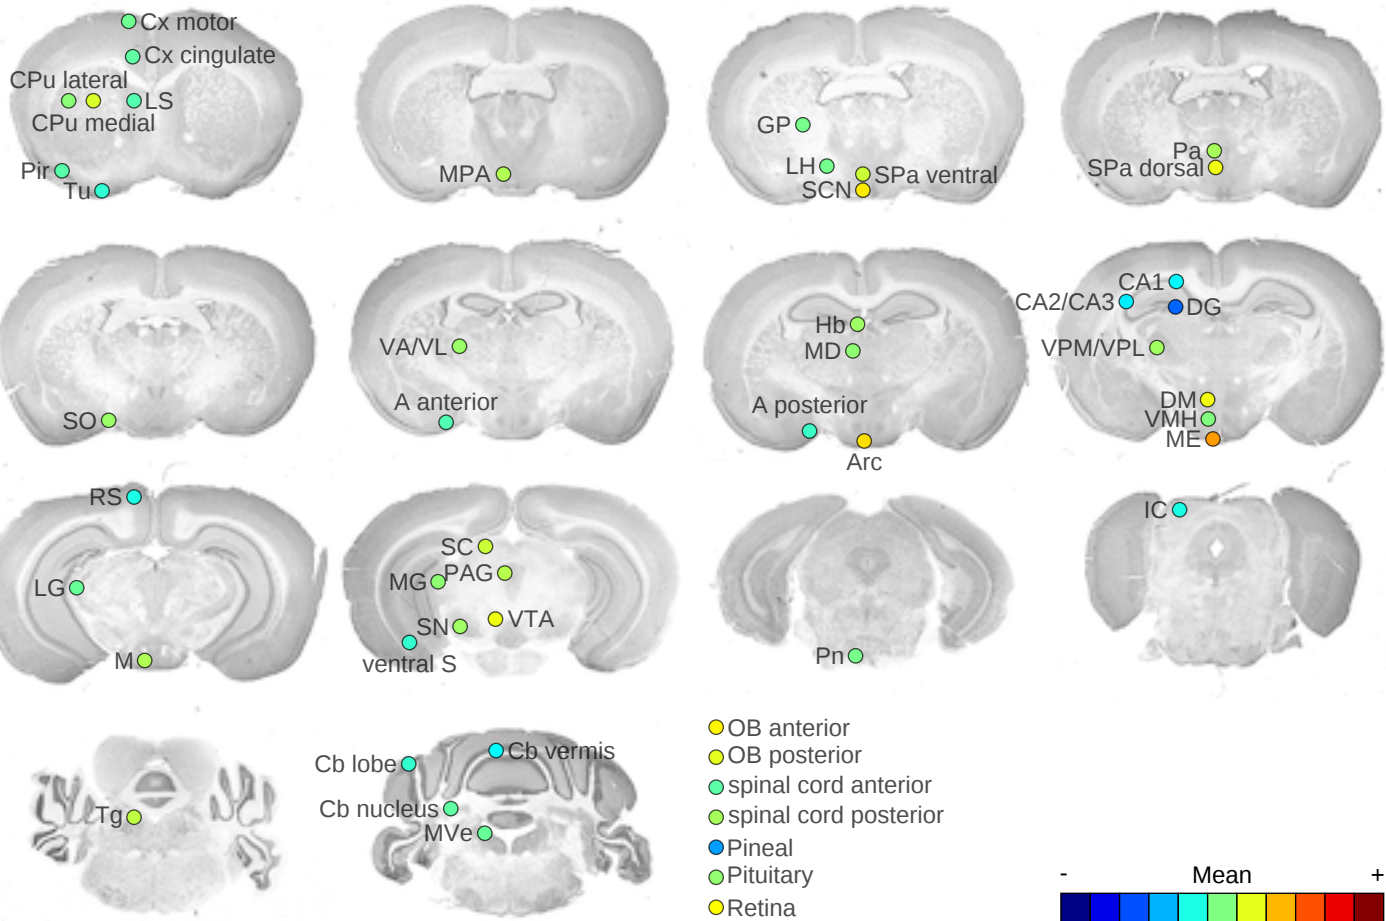 Cx motor
Cx cingulate
CPu lateral
LS
CPu medial
Pir
Tu
MPA
GP
LH
SPa ventral
SCN
Pa
SPa dorsal
SO
VA/VL
A anterior
Hb
MD
A posterior
Arc
CA1
CA2/CA3
DG
VPM/VPL
DM
VMH
ME
RS
LG
M
SC
PAG
MG
VTA
SN
ventral S
Pn
IC
Tg
Cb lobe
Cb vermis
Cb nucleus
MVe
OB anterior
OB posterior
spinal cord anterior
spinal cord posterior
Pineal
Pituitary
Retina
- Mean +